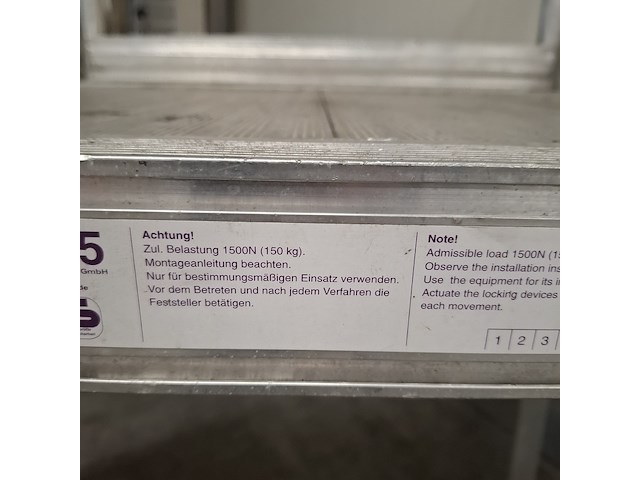 5
GmbH
Achtung!
Zul. Belastung 1500N (150 kg).
Montageanleitung beachten.
Nur für bestimmungsmäßigen Einsatz verwenden.
Vor dem Betreten und nach jedem Verfahren die
Feststeller betätigen.
Note!
Admissible load 1500N
Observe the installation
Use the equipment for its
Actuate the locking devices
each movement.
1 2 3